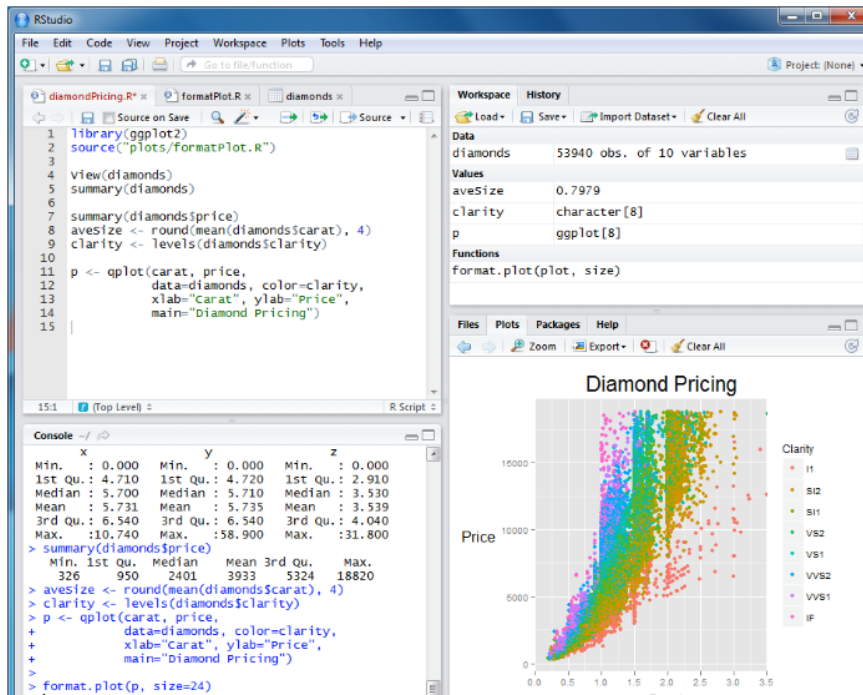 RStudio
File Edit Code View Project Workspace Plots Tools Help
Go to file/function
Project: (None)
diamondPricing.R* × formatPlot.R × diamonds ×
Source on Save Source
1 library(ggplot2)
2 source("plots/formatPlot.R")
3
4 View(diamonds)
5 summary(diamonds)
6
7 summary(diamonds$price)
8 aveSize <- round(mean(diamonds$carat), 4)
9 clarity <- levels(diamonds$clarity)
10
11 p <- qplot(carat, price,
12 data=diamonds, color=clarity,
13 xlab="Carat", ylab="Price",
14 main="Diamond Pricing")
15
15:1 (Top Level) R Script
Console ~/
x y z
Min. : 0.000 Min. : 0.000 Min. : 0.000
1st Qu.: 4.710 1st Qu.: 4.720 1st Qu.: 2.910
Median : 5.700 Median : 5.710 Median : 3.530
Mean : 5.731 Mean : 5.735 Mean : 3.539
3rd Qu.: 6.540 3rd Qu.: 6.540 3rd Qu.: 4.040
Max. :10.740 Max. :58.900 Max. :31.800
> summary(diamonds$price)
Min. 1st Qu. Median Mean 3rd Qu. Max.
326 950 2401 3933 5324 18820
> aveSize <- round(mean(diamonds$carat), 4)
> clarity <- levels(diamonds$clarity)
> p <- qplot(carat, price,
+ data=diamonds, color=clarity,
+ xlab="Carat", ylab="Price",
+ main="Diamond Pricing")
>
> format.plot(p, size=24)
Workspace History
Load Save Import Dataset Clear All
Data
diamonds 53940 obs. of 10 variables
Values
aveSize 0.7979
clarity character[8]
p ggplot[8]
Functions
format.plot(plot, size)
Files Plots Packages Help
Zoom Export Clear All
Diamond Pricing
Price
15000
10000
5000
0
0.0 0.5 1.0 1.5 2.0 2.5 3.0 3.5
Clarity
I1
SI2
SI1
VS2
VS1
VVS2
VVS1
IF